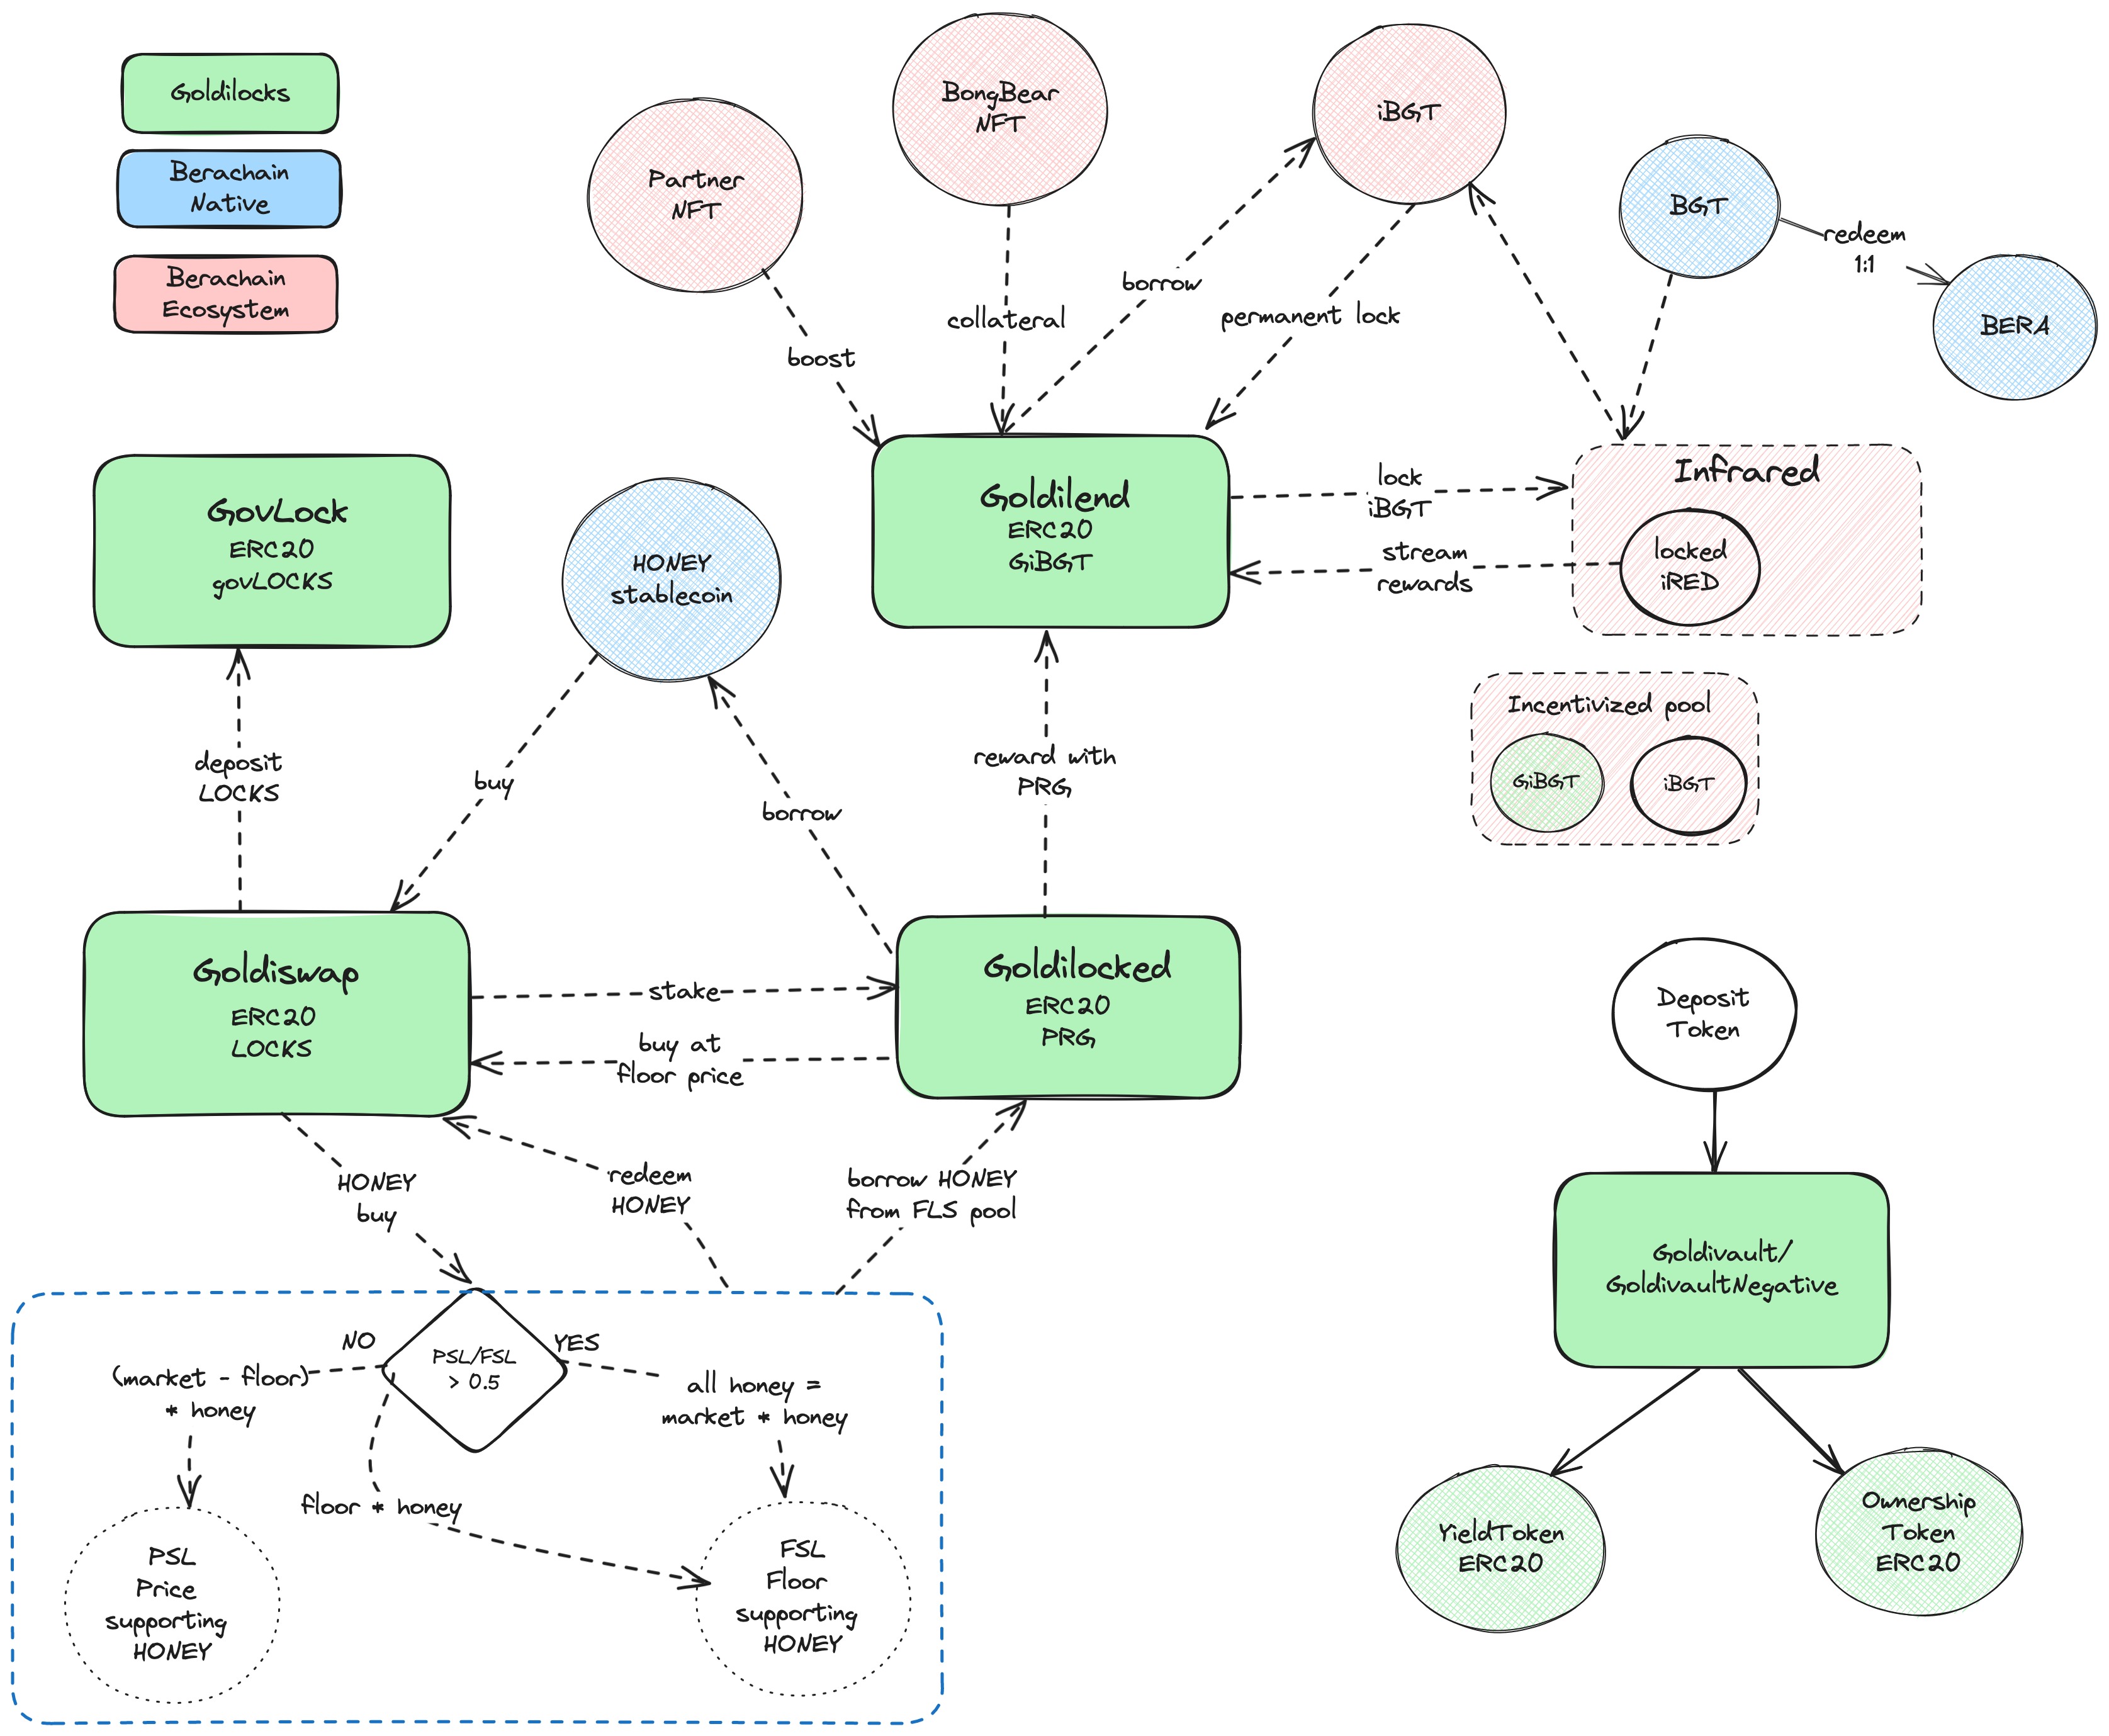 Goldilocks
Berachain
Native
Berachain
Ecosystem
Partner
NFT
BongBear
NFT
iBGT
BGT
redeem
1:1
BERA
boost
collateral
borrow
permanent lock
GovLock
ERC20
govLOCKS
HONEY
stablecoin
Goldilend
ERC20
GiBGT
lock
iBGT
stream
rewards
Infrared
locked
iRED
Incentivized pool
GiBGT
iBGT
deposit
LOCKS
buy
borrow
reward with
PRG
Goldiswap
ERC20
LOCKS
stake
buy at
floor price
Goldilocked
ERC20
PRG
Deposit
Token
HONEY
buy
redeem
HONEY
borrow HONEY
from FLS pool
Goldivault/
GoldivaultNegative
NO
PSL/FSL
> 0.5
YES
(market - floor)
* honey
all honey =
market * honey
floor * honey
PSL
Price
supporting
HONEY
FSL
Floor
supporting
HONEY
YieldToken
ERC20
Ownership
Token
ERC20